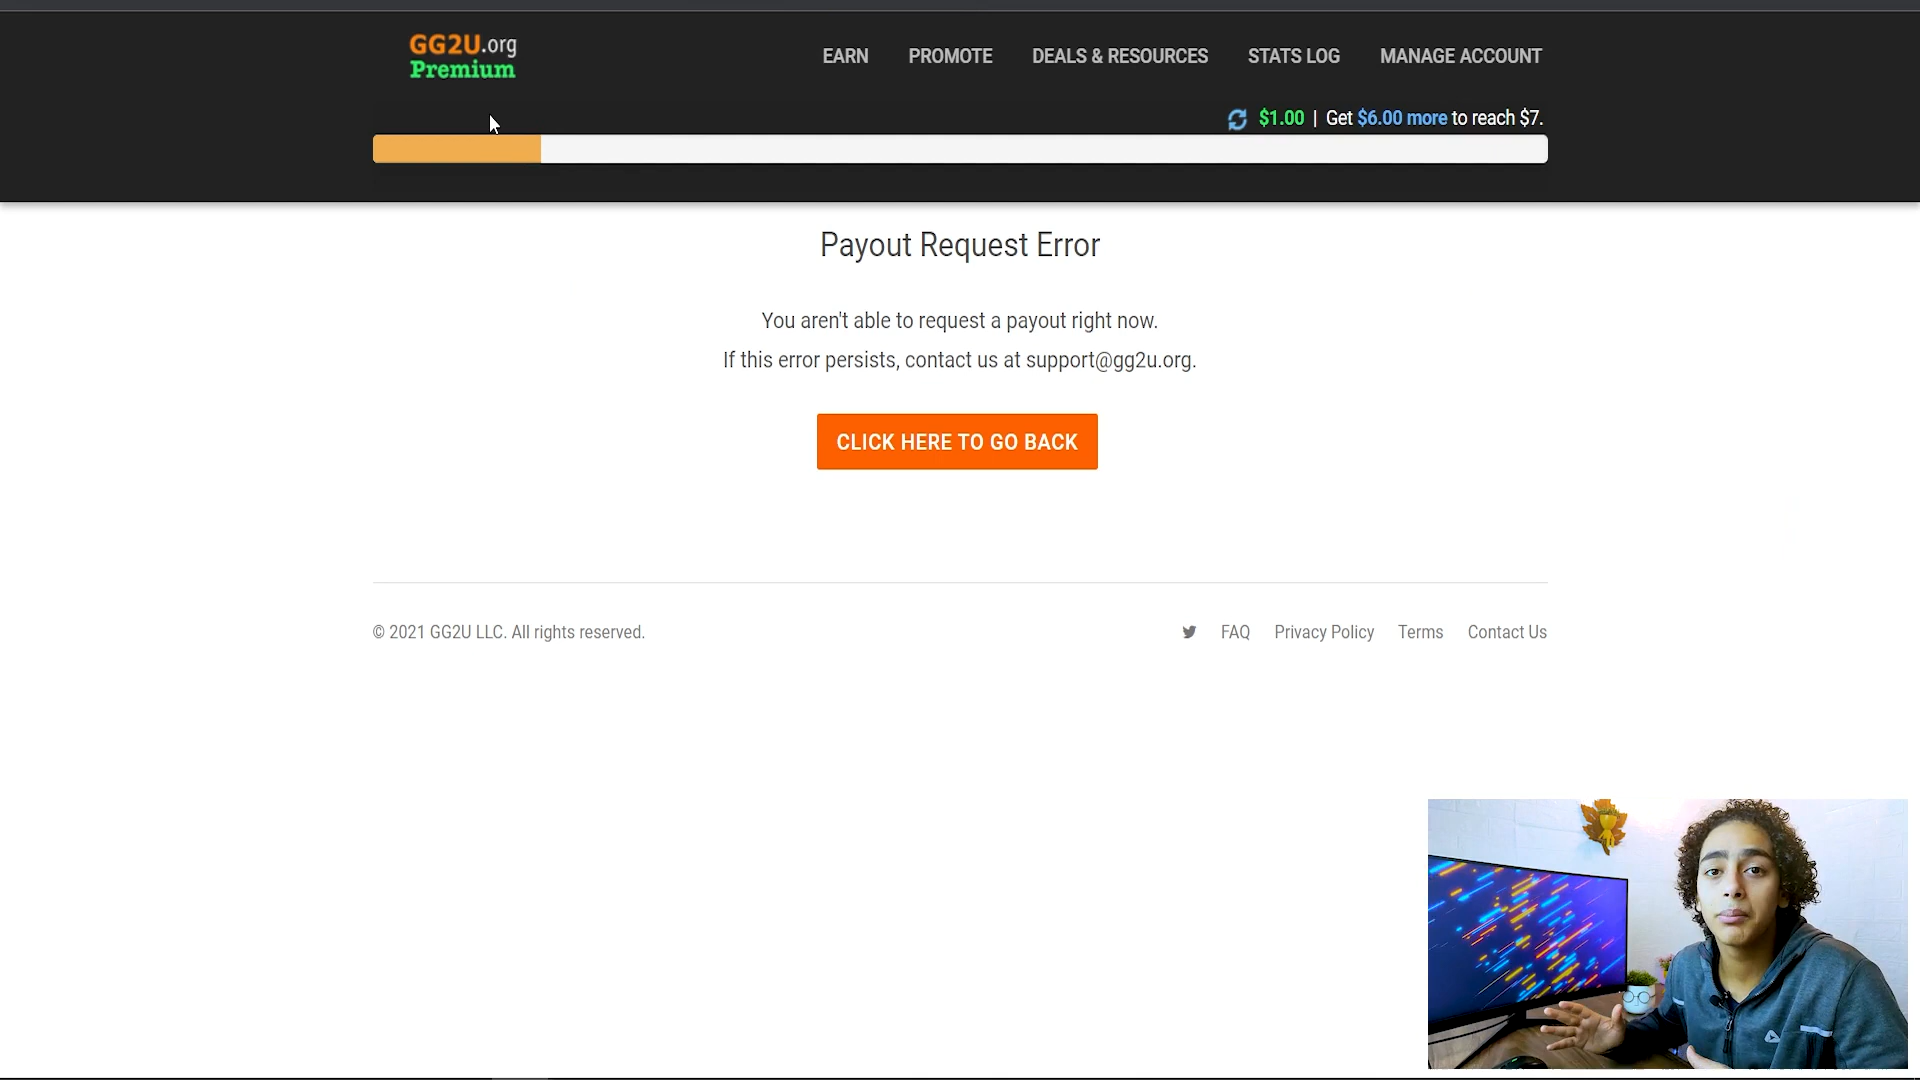 GG2U.org
Premium
EARN PROMOTE DEALS & RESOURCES STATS LOG MANAGE ACCOUNT
$1.00 | Get $6.00 more to reach $7.
Payout Request Error
You aren't able to request a payout right now.
If this error persists, contact us at support@gg2u.org.
CLICK HERE TO GO BACK
© 2021 GG2U LLC. All rights reserved. FAQ Privacy Policy Terms Contact Us